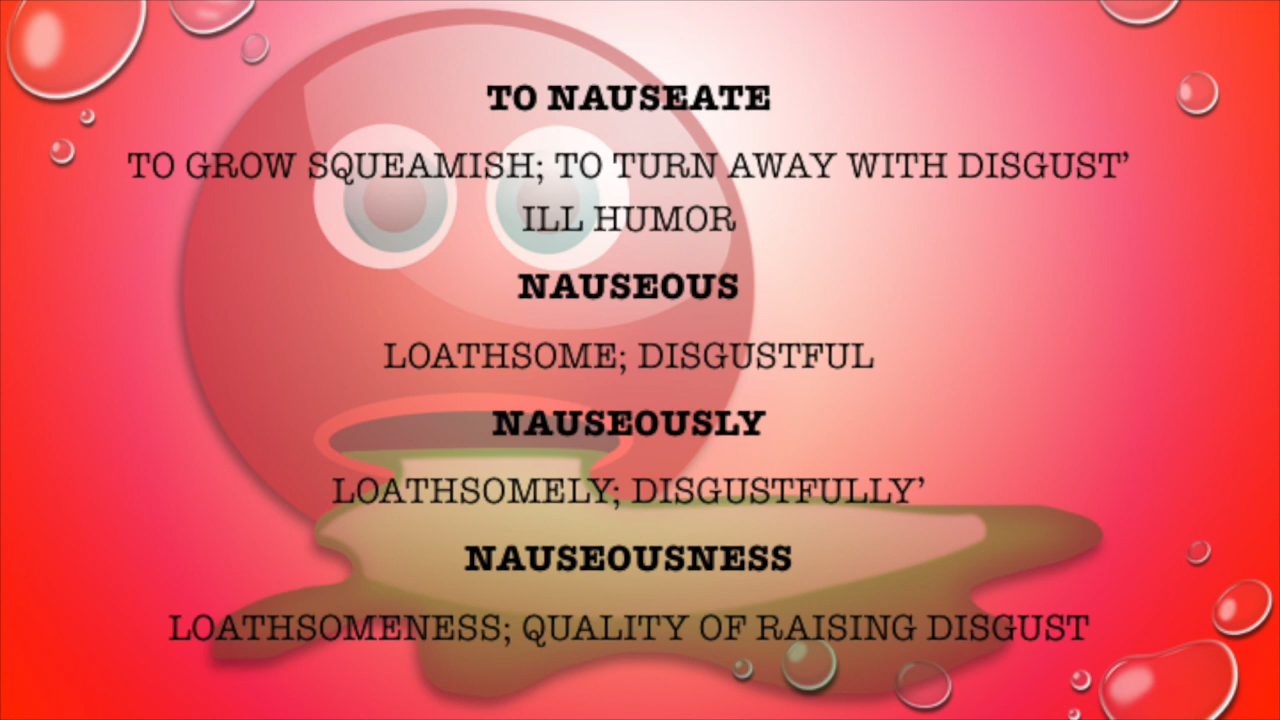 TO NAUSEATE
TO GROW SQUEAMISH; TO TURN AWAY WITH DISGUST’
ILL HUMOR
NAUSEOUS
LOATHSOME; DISGUSTFUL
NAUSEOUSLY
LOATHSOMELY; DISGUSTFULLY’
NAUSEOUSNESS
LOATHSOMENESS; QUALITY OF RAISING DISGUST